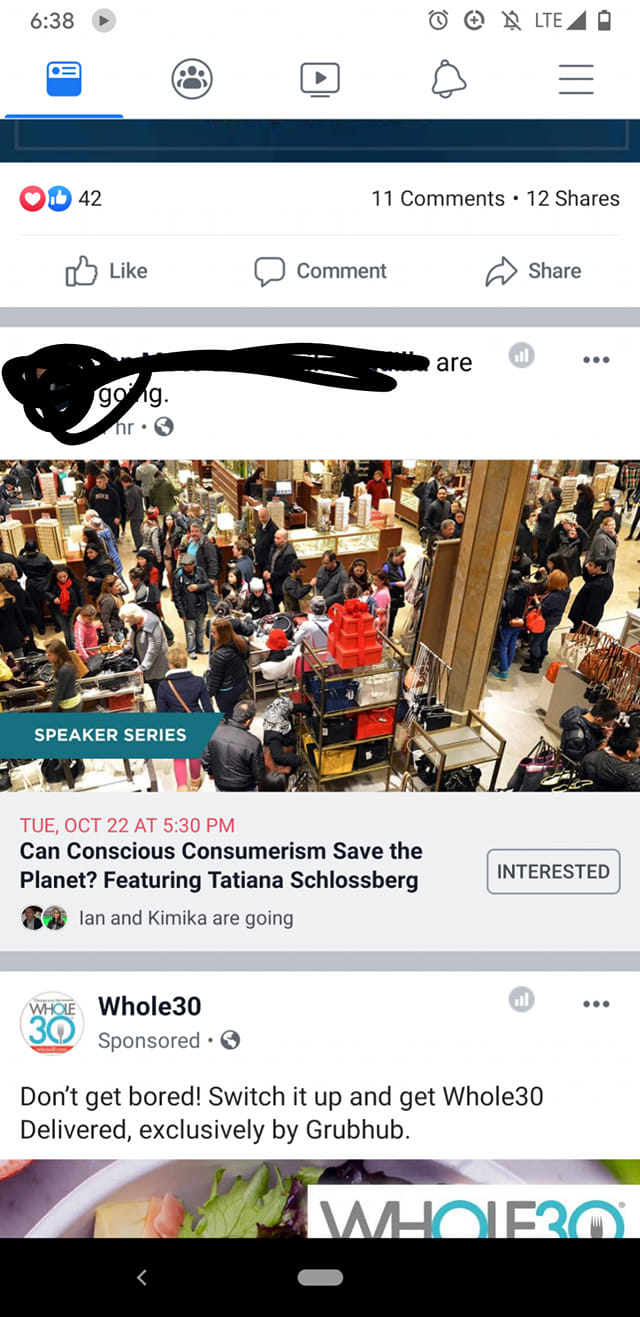 6:38
LTE
42
11 Comments • 12 Shares
Like
Comment
Share
are
going.
hr •
SPEAKER SERIES
TUE, OCT 22 AT 5:30 PM
Can Conscious Consumerism Save the
Planet? Featuring Tatiana Schlossberg
INTERESTED
Ian and Kimika are going
WHOLE
30
Whole30
Sponsored •
Don't get bored! Switch it up and get Whole30
Delivered, exclusively by Grubhub.
WHOLE30